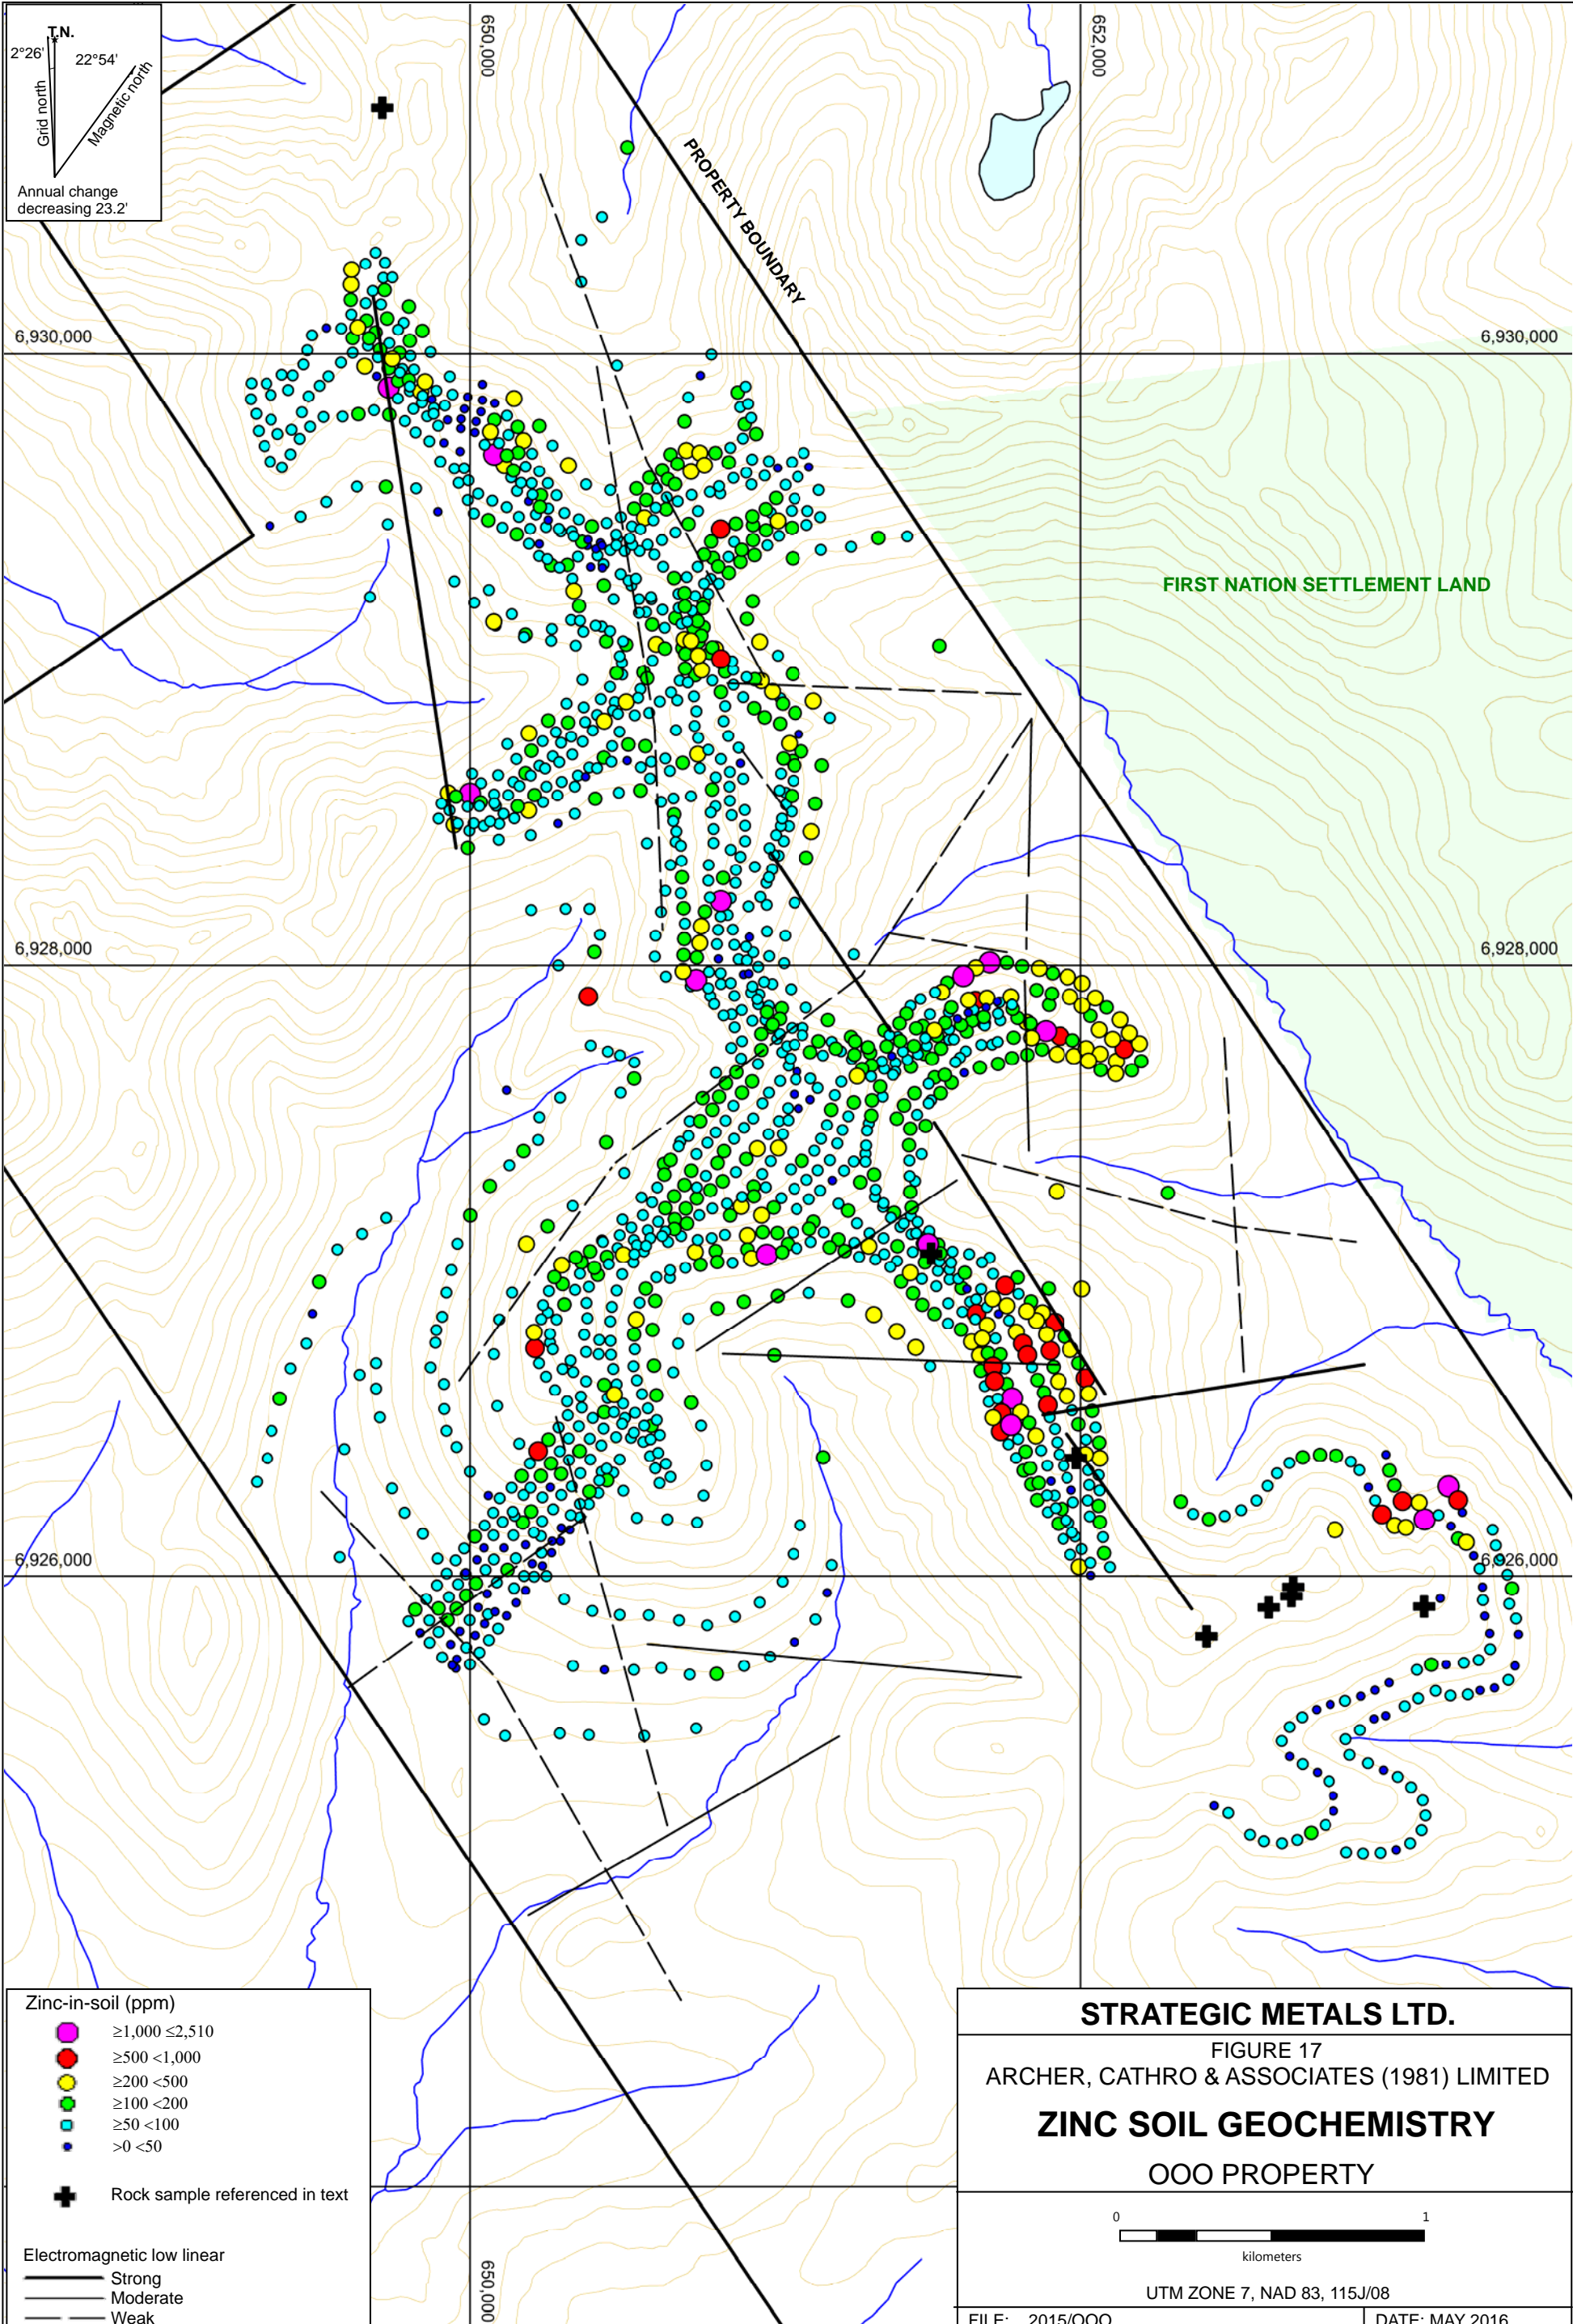 T.N.
2°26'
22°54'
Grid north
Magnetic north
Annual change
decreasing 23.2'
650,000
652,000
PROPERTY BOUNDARY
6,930,000
6,930,000
FIRST NATION SETTLEMENT LAND
6,928,000
6,928,000
6,926,000
6,926,000
650,000
Zinc-in-soil (ppm)
≥1,000 ≤2,510
≥500 <1,000
≥200 <500
≥100 <200
≥50 <100
>0 <50
Rock sample referenced in text
Electromagnetic low linear
Strong
Moderate
Weak
STRATEGIC METALS LTD.
FIGURE 17
ARCHER, CATHRO & ASSOCIATES (1981) LIMITED
ZINC SOIL GEOCHEMISTRY
OOO PROPERTY
0 1
kilometers
UTM ZONE 7, NAD 83, 115J/08
FILE: 2015/OOO
DATE: MAY 2016